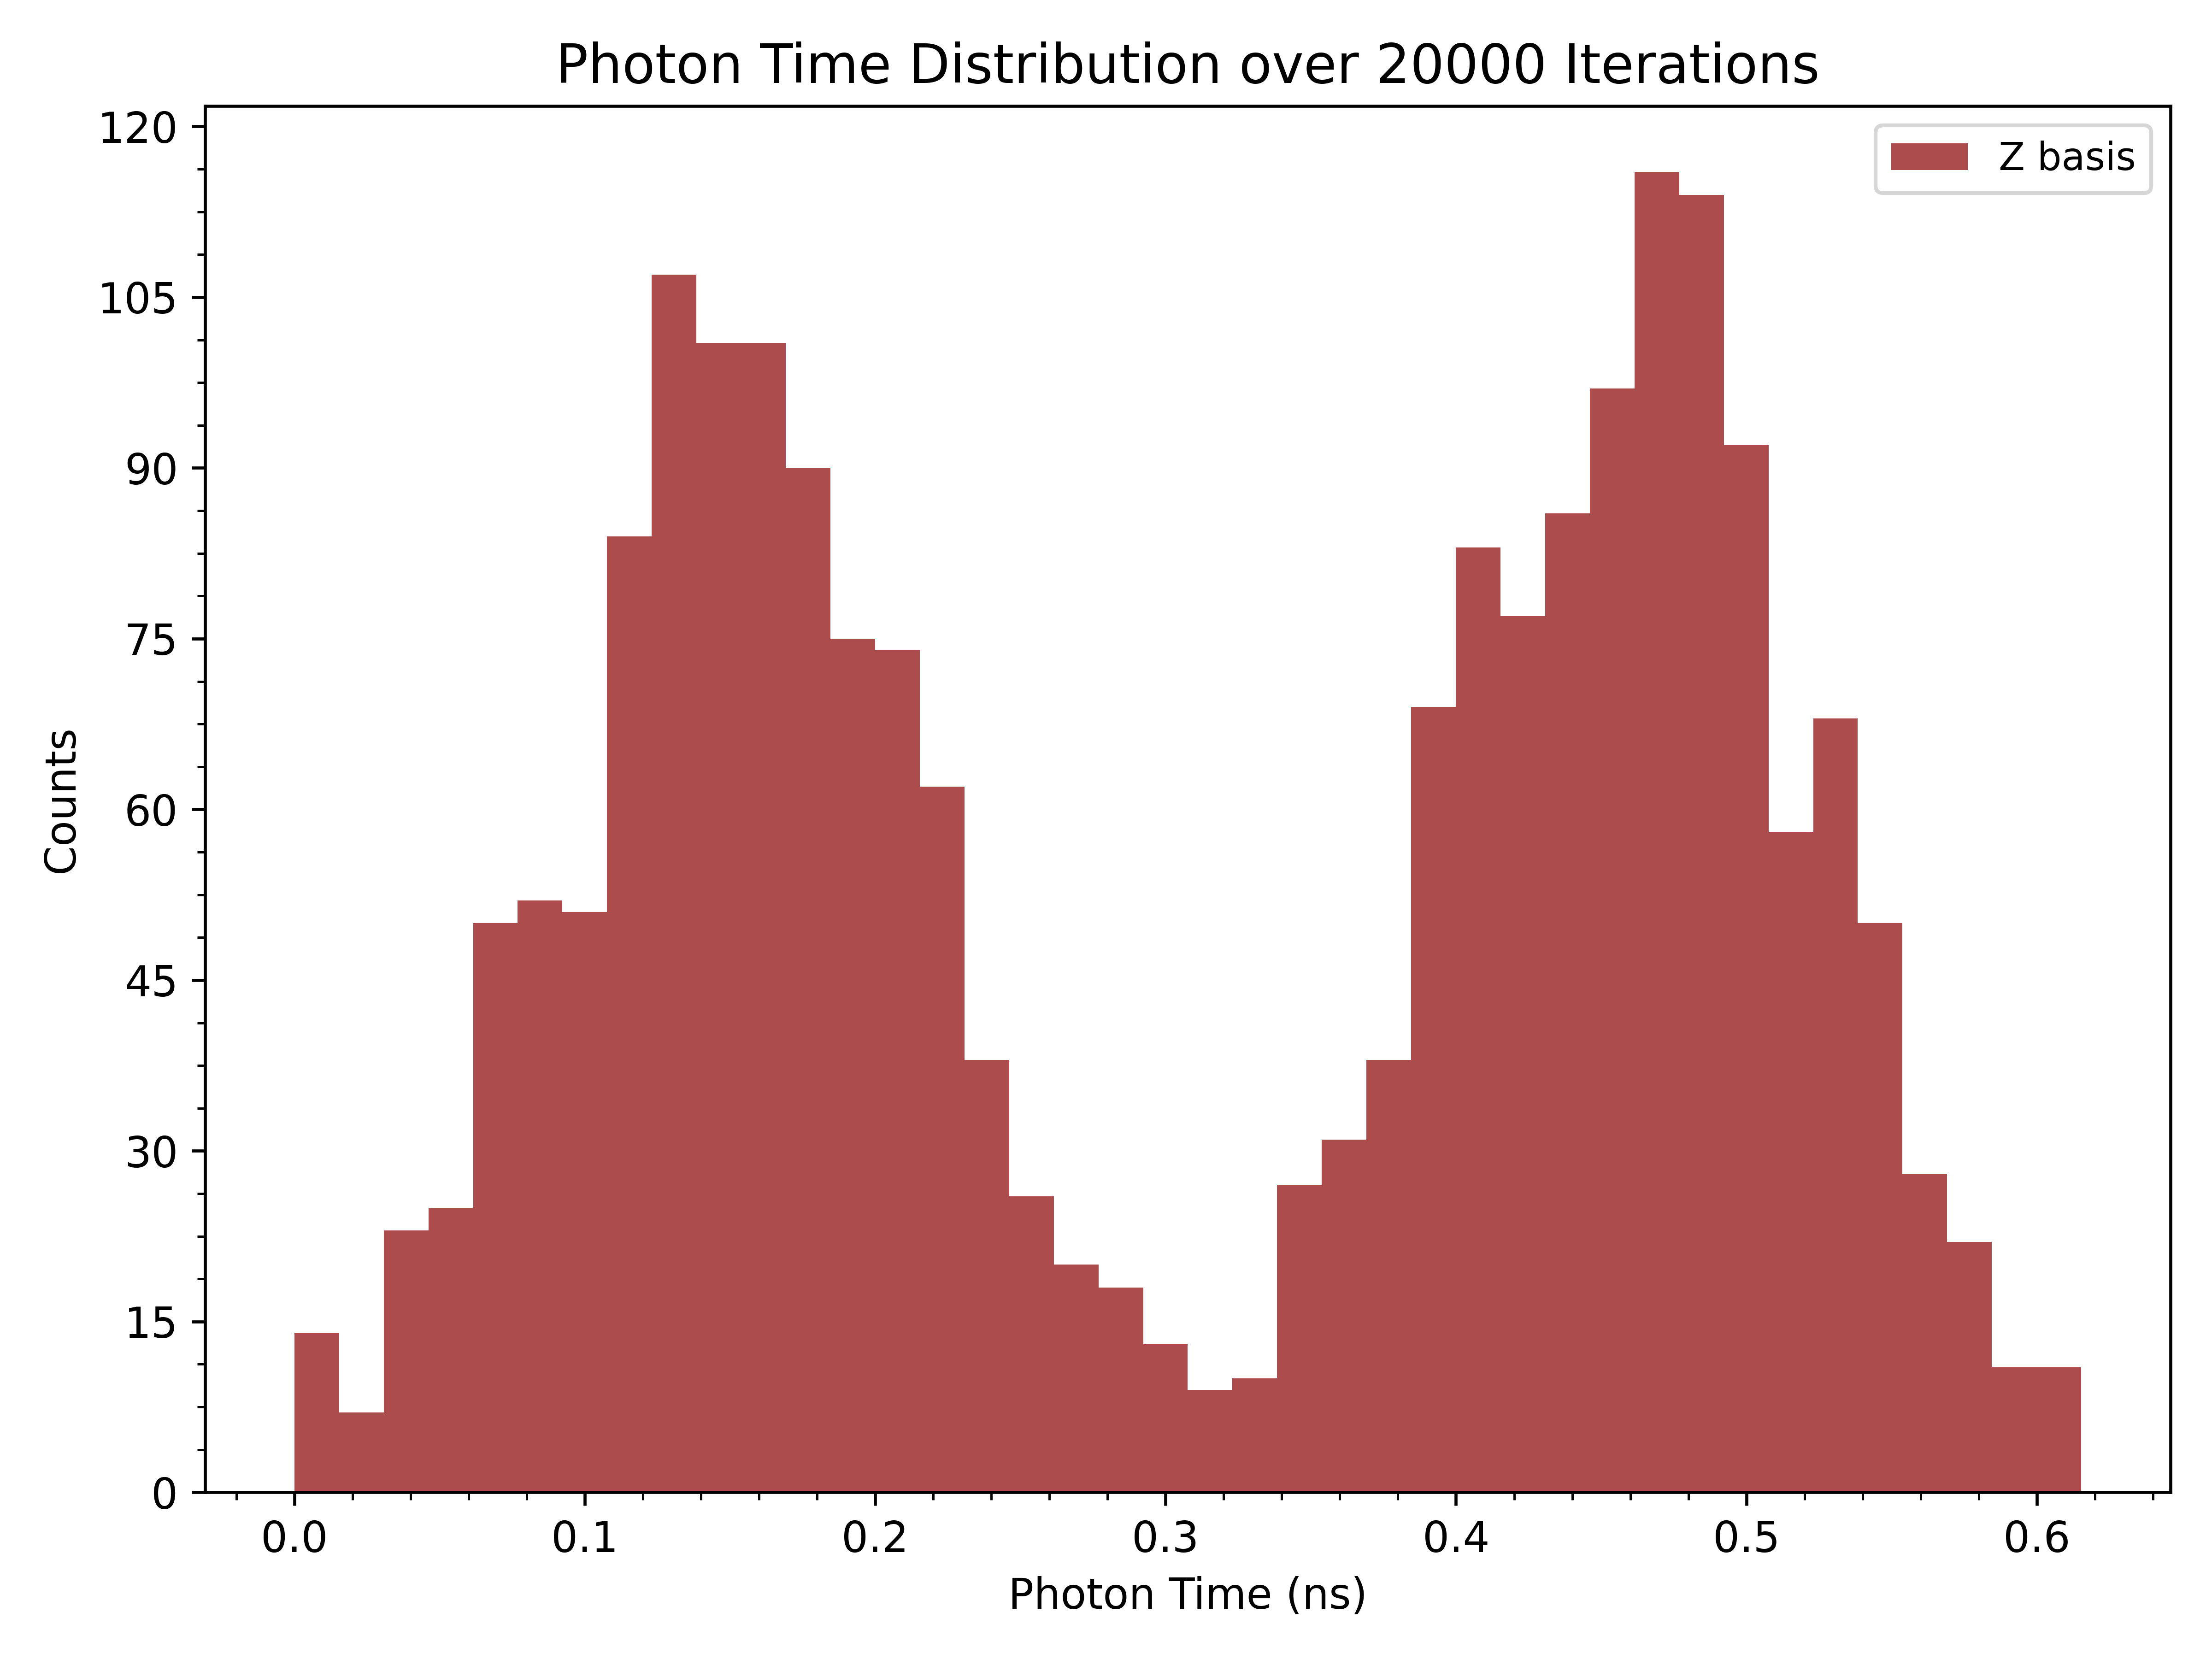 Photon Time Distribution over 20000 Iterations
Z basis
120
105
90
75
60
45
30
15
0
Counts
0.0 0.1 0.2 0.3 0.4 0.5 0.6
Photon Time (ns)